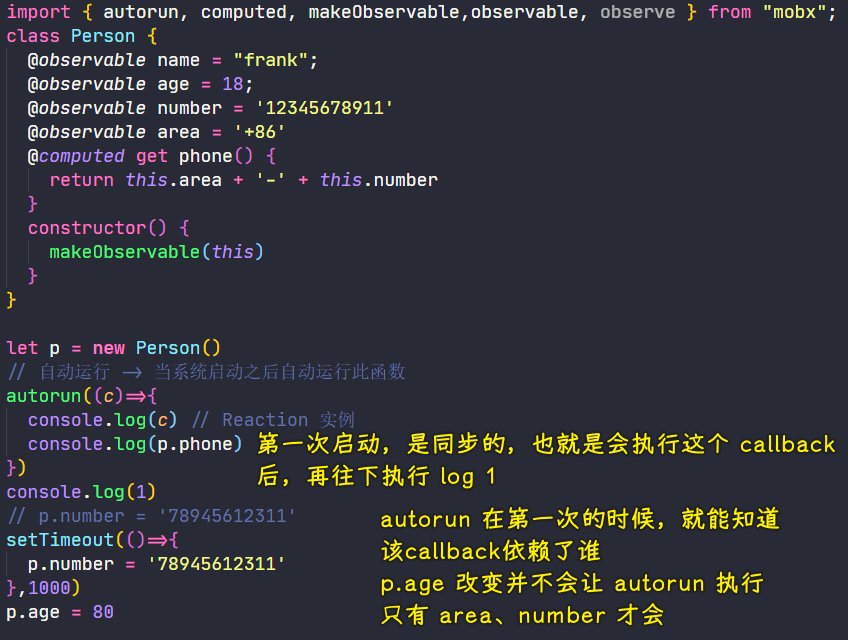 import { autorun, computed, makeObservable,observable, observe } from "mobx";
class Person {
@observable name = "frank";
@observable age = 18;
@observable number = '12345678911'
@observable area = '+86'
@computed get phone() {
return this.area + '-' + this.number
}
constructor() {
makeObservable(this)
}
}
let p = new Person()
// 自动运行 -> 当系统启动之后自动运行此函数
autorun((c)=>{
console.log(c) // Reaction 实例
console.log(p.phone)
第一次启动，是同步的，也就是会执行这个 callback
后，再往下执行 log 1
})
console.log(1)
// p.number = '78945612311'
setTimeout(()=>{
p.number = '78945612311'
},1000)
p.age = 80
autorun 在第一次的时候，就能知道
该callback依赖了谁
p.age 改变并不会让 autorun 执行
只有 area、number 才会